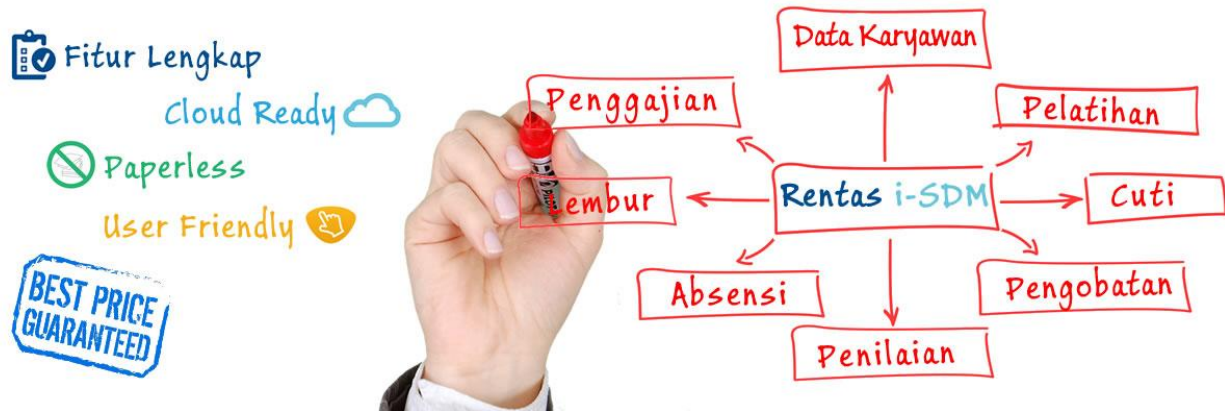 Fitur Lengkap
Cloud Ready
Paperless
User Friendly
BEST PRICE
GUARANTEED
Data Karyawan
Penggajian
Pelatihan
Lembur
Rentas i-SDM
Cuti
Absensi
Pengobatan
Penilaian